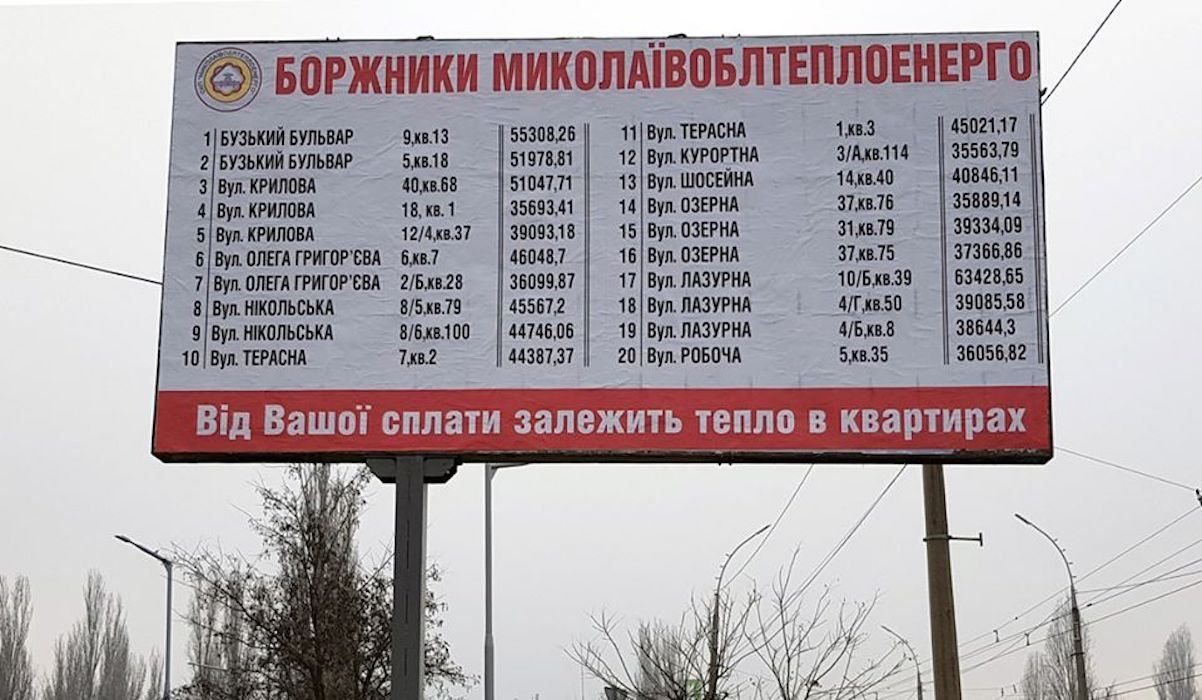 БОРЖНИКИ МИКОЛАЇВОБЛТЕПЛОЕНЕРГО
1 БУЗЬКИЙ БУЛЬВАР 9,кв.13 55308,26
2 БУЗЬКИЙ БУЛЬВАР 5,кв.18 51978,81
3 Вул. КРИЛОВА 40,кв.68 51047,71
4 Вул. КРИЛОВА 18, кв. 1 35693,41
5 Вул. КРИЛОВА 12/4,кв.37 39093,18
6 Вул. ОЛЕГА ГРИГОР'ЄВА 6,кв.7 46048,7
7 Вул. ОЛЕГА ГРИГОР'ЄВА 2/Б,кв.28 36099,87
8 Вул. НІКОЛЬСЬКА 8/5,кв.79 45567,2
9 Вул. НІКОЛЬСЬКА 8/6,кв.100 44746,06
10 Вул. ТЕРАСНА 7,кв.2 44387,37
11 Вул. ТЕРАСНА 1,кв.3 45021,17
12 Вул. КУРОРТНА 3/А,кв.114 35563,79
13 Вул. ШОСЕЙНА 14,кв.40 40846,11
14 Вул. ОЗЕРНА 37,кв.76 35889,14
15 Вул. ОЗЕРНА 31,кв.79 39334,09
16 Вул. ОЗЕРНА 37,кв.75 37366,86
17 Вул. ЛАЗУРНА 10/Б,кв.39 63428,65
18 Вул. ЛАЗУРНА 4/Г,кв.50 39085,58
19 Вул. ЛАЗУРНА 4/Б,кв.8 38644,3
20 Вул. РОБОЧА 5,кв.35 36056,82
Від Вашої сплати залежить тепло в квартирах